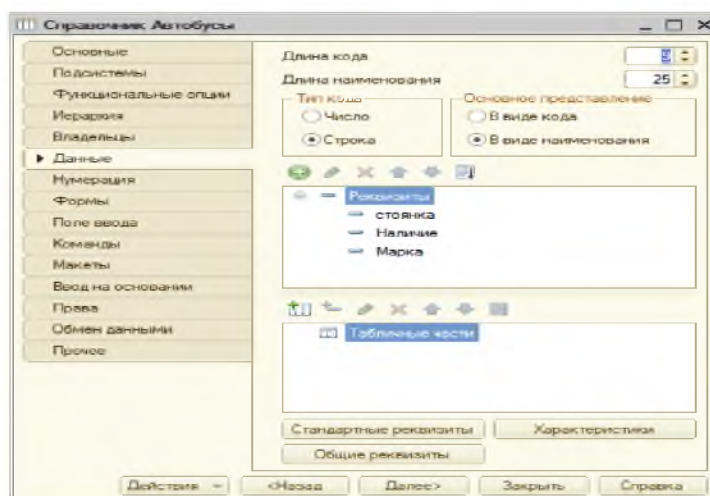 Справочник Автобусы
Основные
Подсистемы
Функциональные опции
Иерархия
Владельцы
Данные
Нумерация
Формы
Поле ввода
Команды
Макеты
Ввод на основании
Права
Обмен данными
Прочее
Длина кода 9
Длина наименования 25
Тип кода
Число
Строка
Основное представление
В виде кода
В виде наименования
Реквизиты
стоянка
Наличие
Марка
Табличные части
Стандартные реквизиты
Характеристики
Общие реквизиты
Действия
<Назад
Далее>
Закрыть
Справка